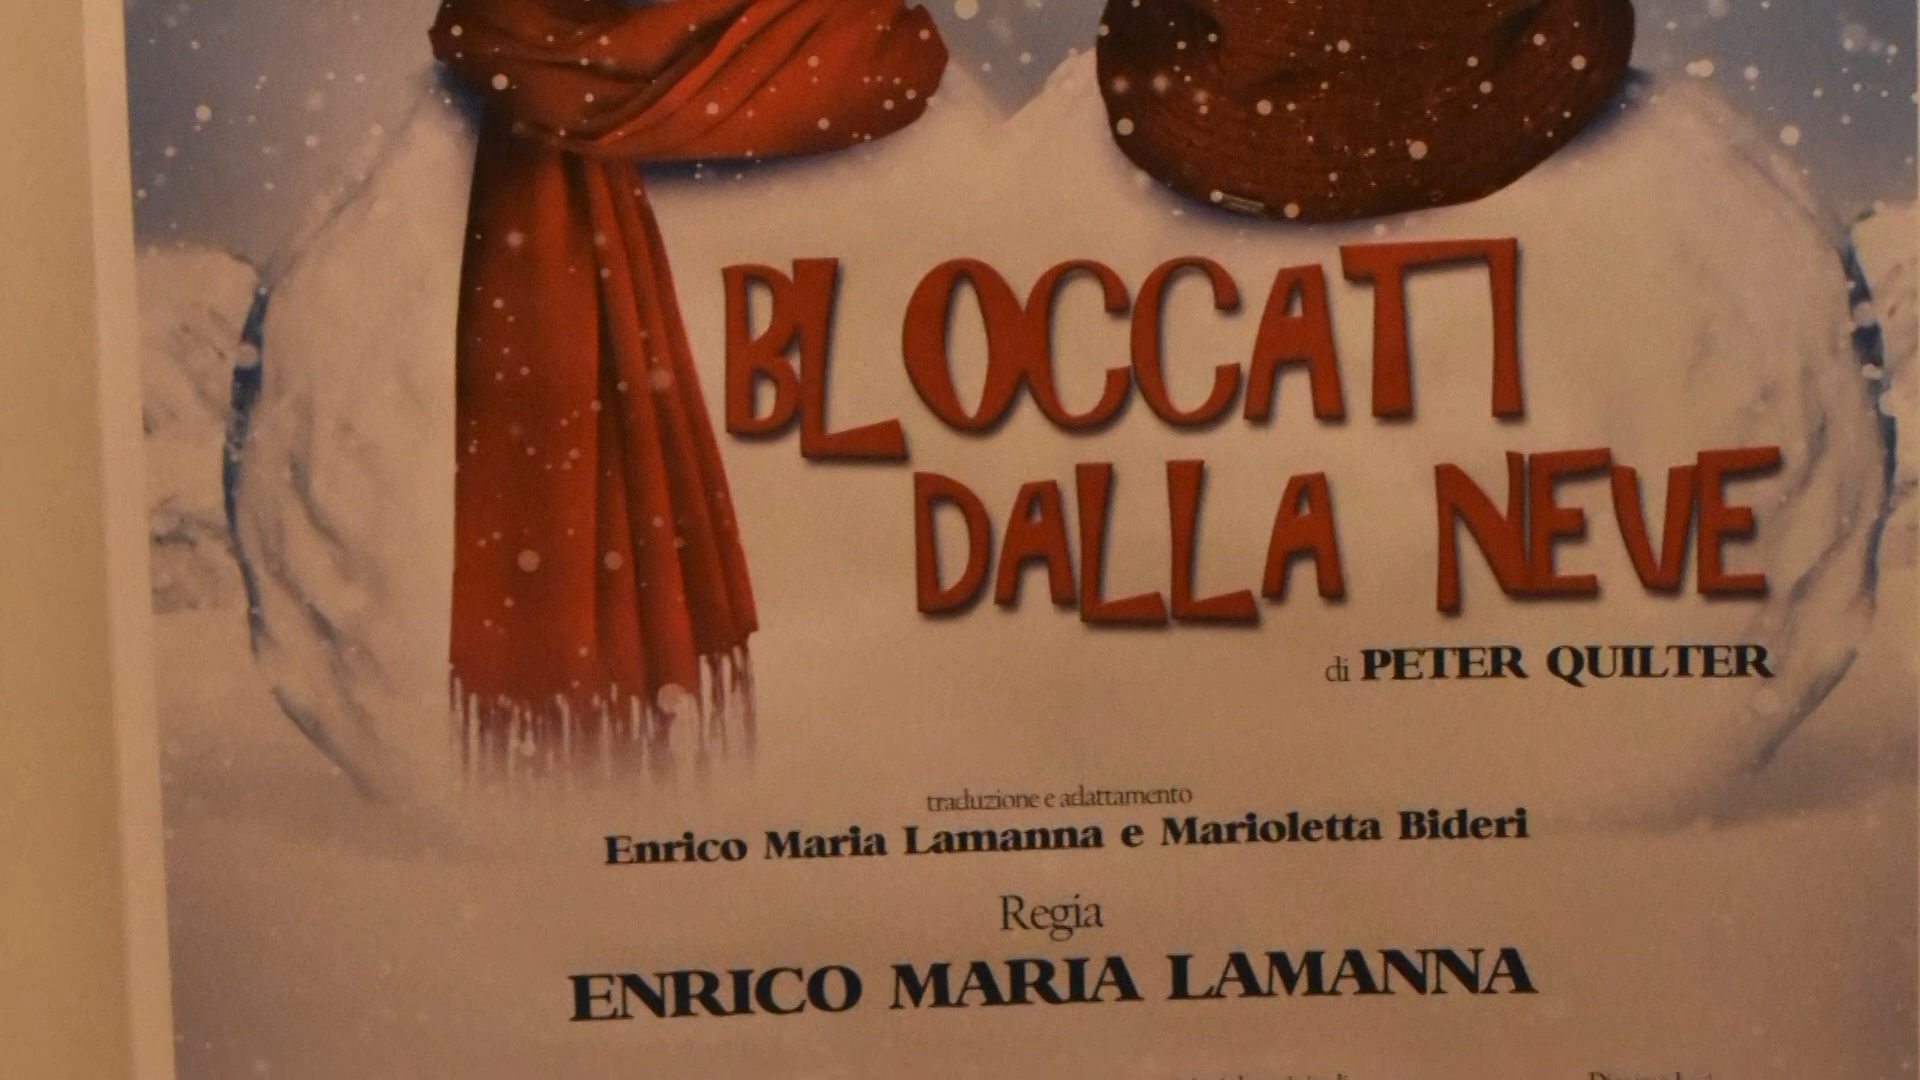 BLOCCATI
DALLA NEVE
di PETER QUILTER
traduzione e adattamento
Enrico Maria Lamanna e Marioletta Bideri
Regia
ENRICO MARIA LAMANNA